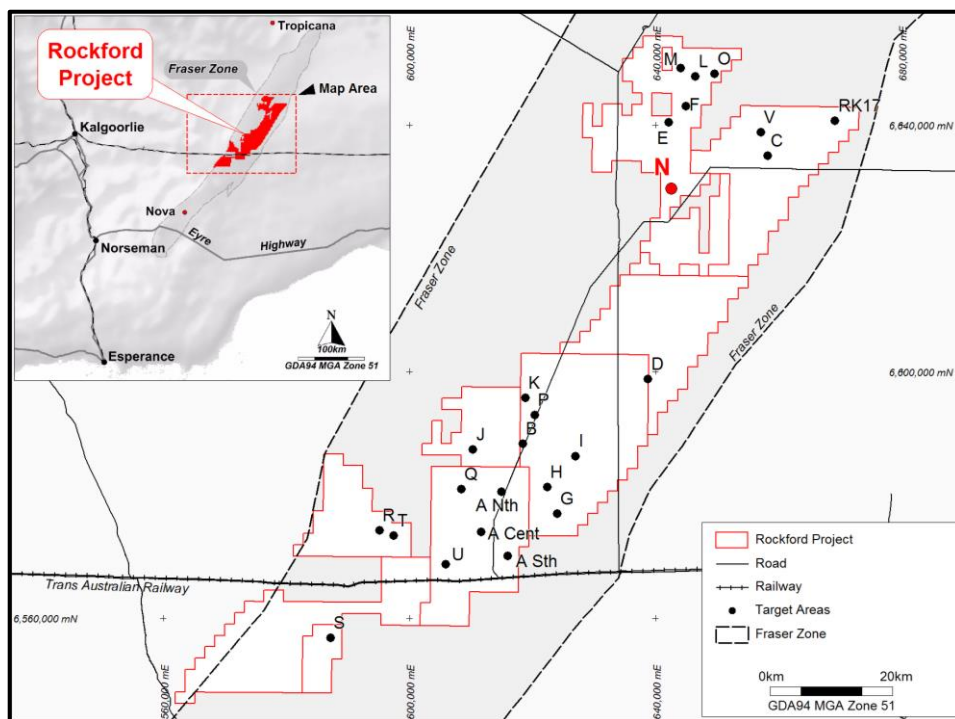 Tropicana
Rockford
Project
Fraser Zone
Map Area
Kalgoorlie
Nova
Norseman
Eyre
Highway
Esperance
N
100km
GDA94 MGA Zone 51
600,000 mE
640,000 mE
680,000 mE
M
L
O
F
E
V
RK17
C
6,640,000 mN
N
Fraser Zone
Fraser Zone
D
6,600,000 mN
K
P
B
J
I
Q
H
A Nth
G
R
T
A Cent
U
A Sth
Trans Australian Railway
6,560,000 mN
S
560,000 mE
600,000 mE
640,000 mE
Rockford Project
Road
Railway
Target Areas
Fraser Zone
0km
20km
GDA94 MGA Zone 51